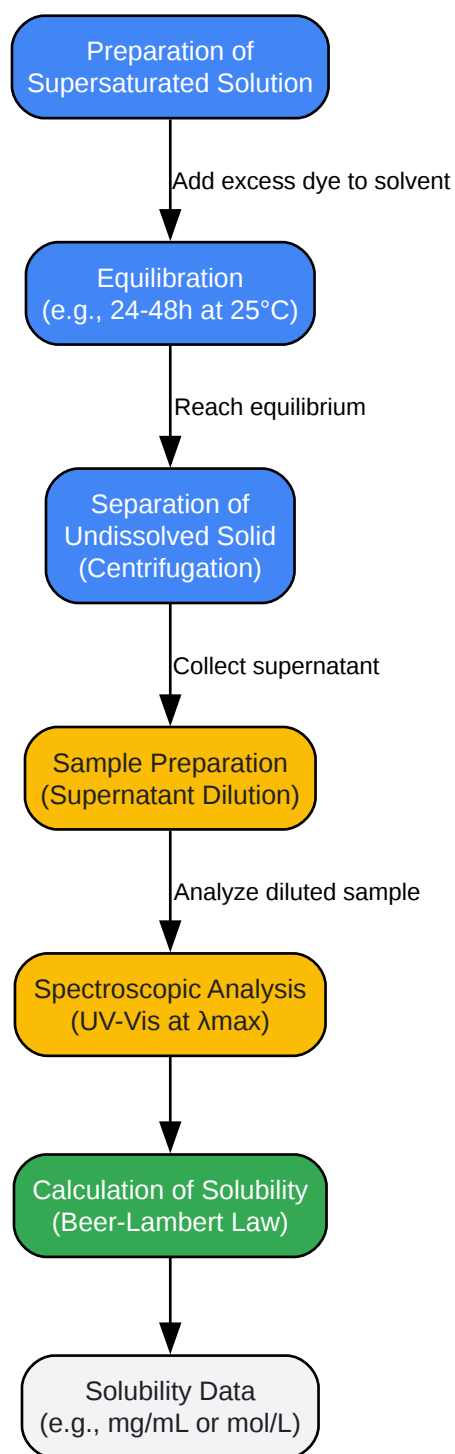 Preparation of
Supersaturated Solution
Add excess dye to solvent
Equilibration
(e.g., 24-48h at 25°C)
Reach equilibrium
Separation of
Undissolved Solid
(Centrifugation)
Collect supernatant
Sample Preparation
(Supernatant Dilution)
Analyze diluted sample
Spectroscopic Analysis
(UV-Vis at λmax)
Calculation of Solubility
(Beer-Lambert Law)
Solubility Data
(e.g., mg/mL or mol/L)